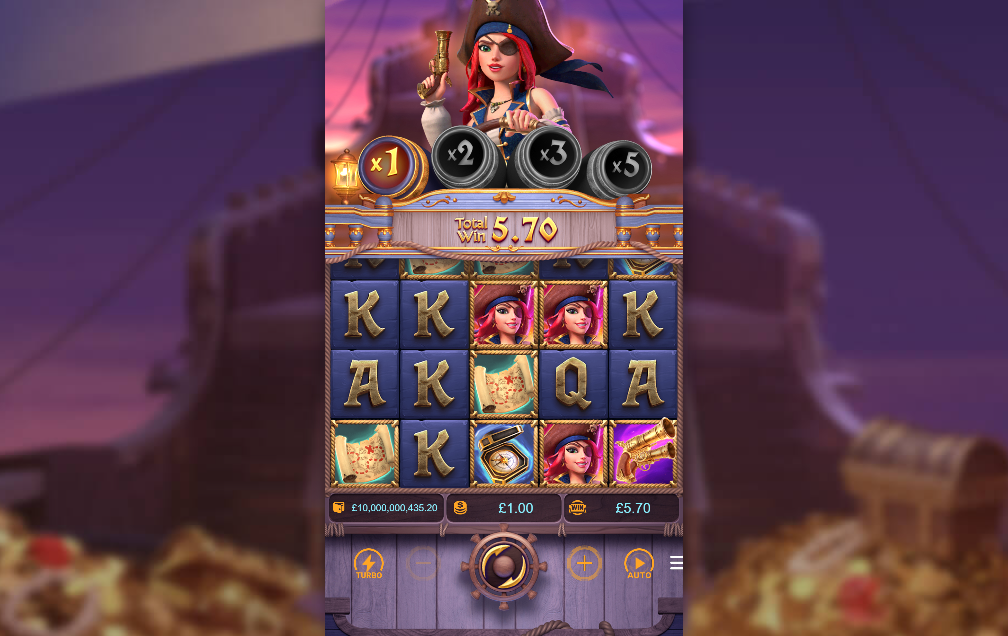 x1 x2 x3 x5
Total
Win 5.70
K K K
A K Q A
K
£10,000,000,435.20 £1.00 WIN £5.70
TURBO AUTO